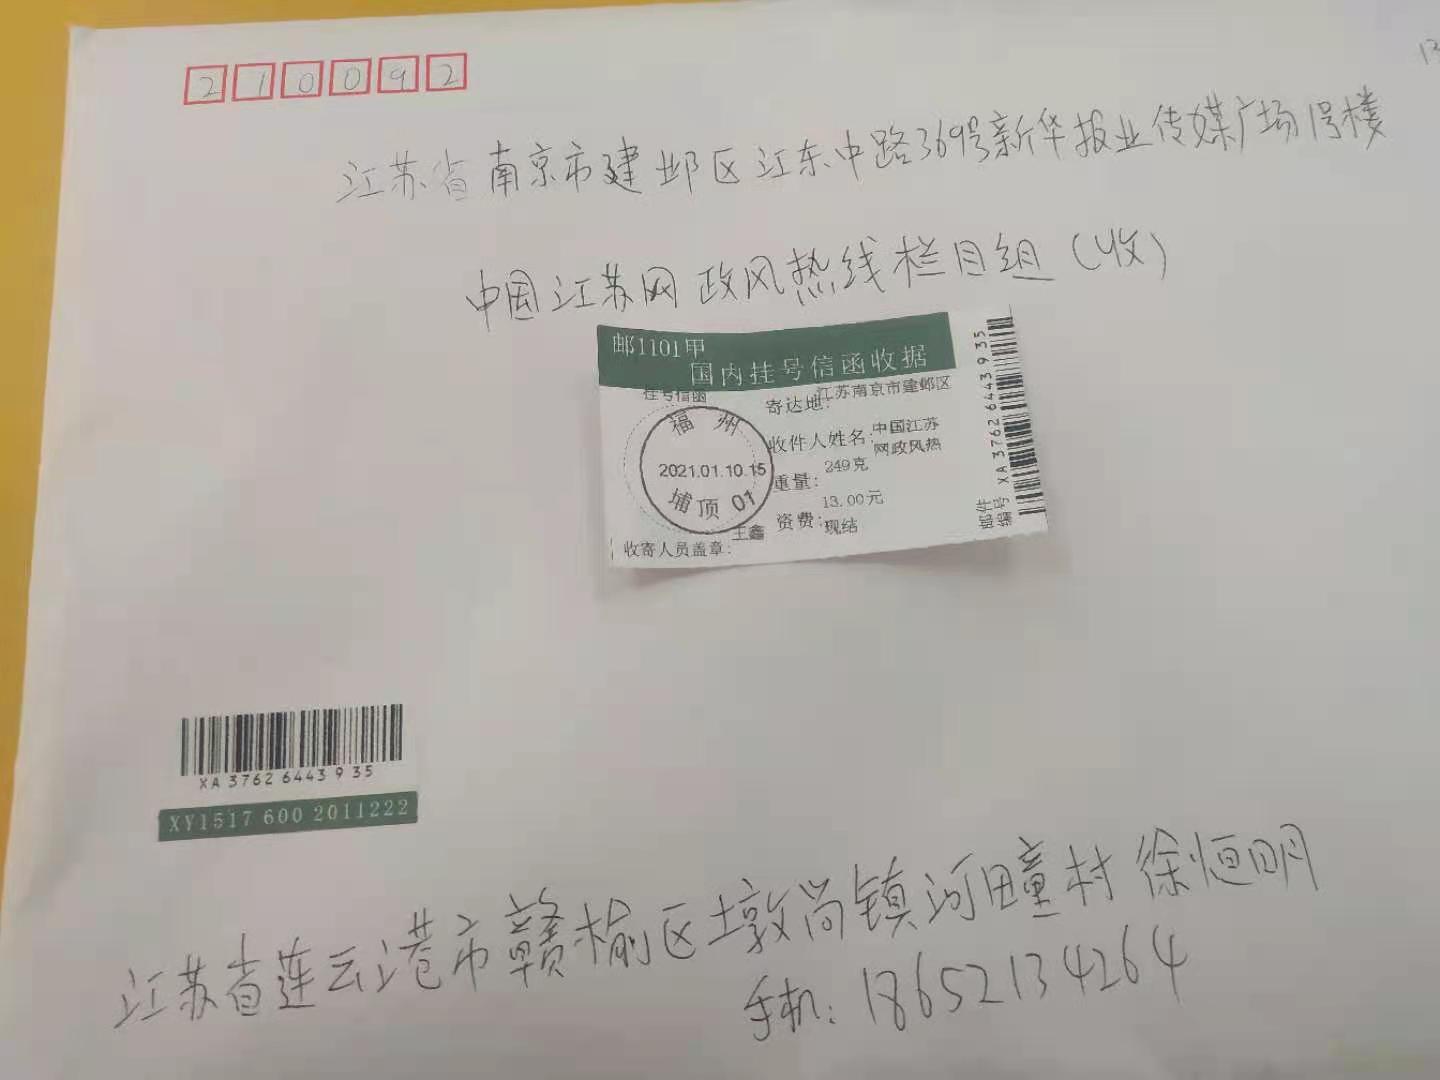 210092
江苏省南京市建邺区江东中路369号新华报业传媒广场1号楼
中国江苏网政风热线栏目组(收)
邮1101甲
国内挂号信函收据
挂号信函
寄达地:江苏南京市建邺区
收件人姓名:中国江苏
网政风热
重量:249克
资费:13.00元
现结
福州
2021.01.10.15
埔顶 01
王鑫
收寄人员盖章:
邮件
编号 XA 3762 6443 9 35
XA 3762 6443 9 35
XY1517 600 2011222
江苏省连云港市赣榆区墩尚镇河疃村徐恒明
手机:18652134264